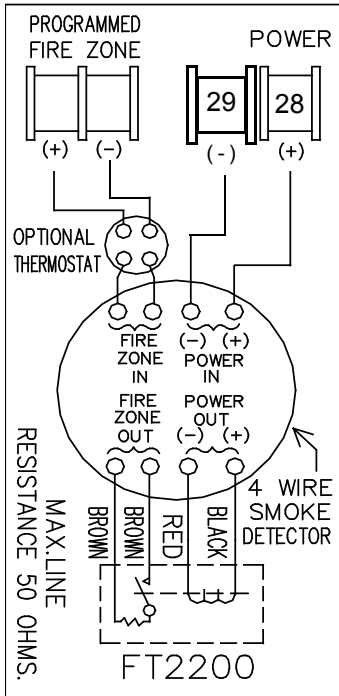 PROGRAMMED
FIRE ZONE
POWER
29
28
(+)
(-)
(-)
(+)
OPTIONAL
THERMOSTAT
FIRE
ZONE
IN
(-) (+)
POWER
IN
FIRE
ZONE
OUT
POWER
OUT
(-) (+)
4 WIRE
SMOKE
DETECTOR
BROWN
BROWN
RED
BLACK
MAX.LINE
RESISTANCE 50 OHMS.
FT2200